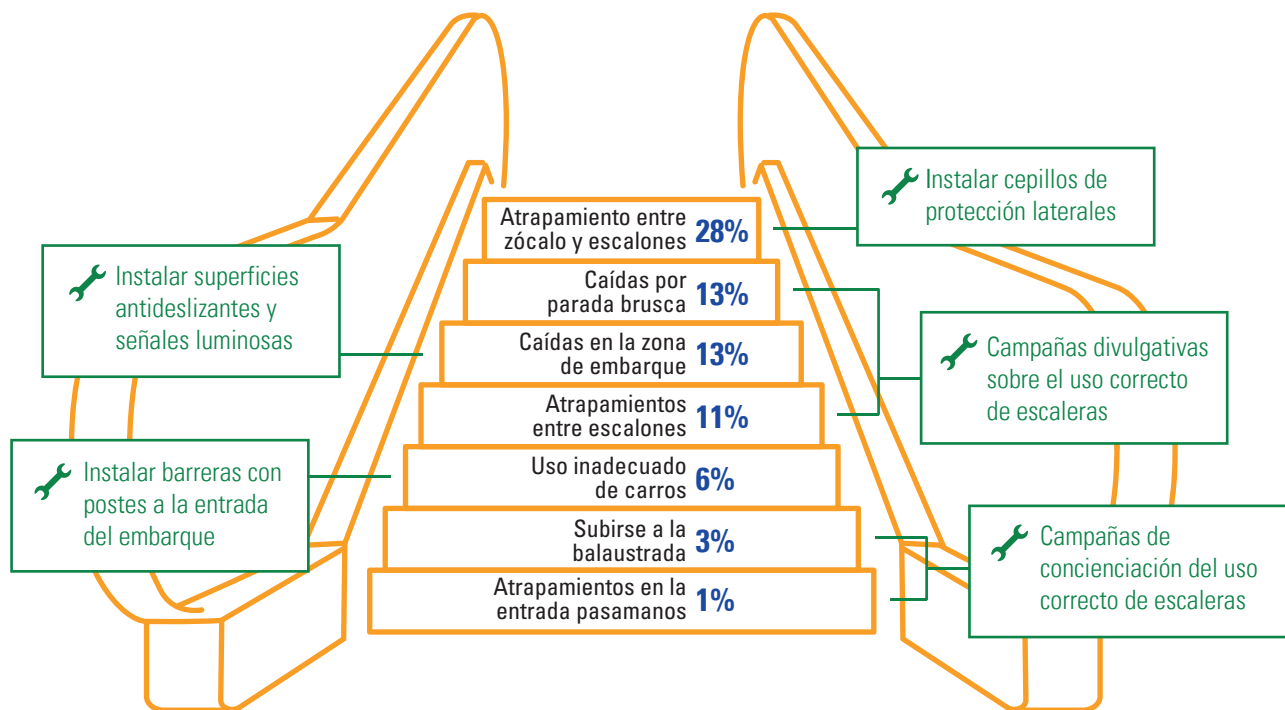 Instalar cepillos de
protección laterales
Atrapamiento entre
zócalo y escalones 28%
Instalar superficies
antideslizantes y
señales luminosas
Caídas por
parada brusca 13%
Caídas en la zona
de embarque 13%
Campañas divulgativas
sobre el uso correcto
de escaleras
Atrapamientos
entre escalones 11%
Instalar barreras con
postes a la entrada
del embarque
Uso inadecuado
de carros 6%
Subirse a la
balaustrada 3%
Campañas de
concienciación del uso
correcto de escaleras
Atrapamientos en la
entrada pasamanos 1%